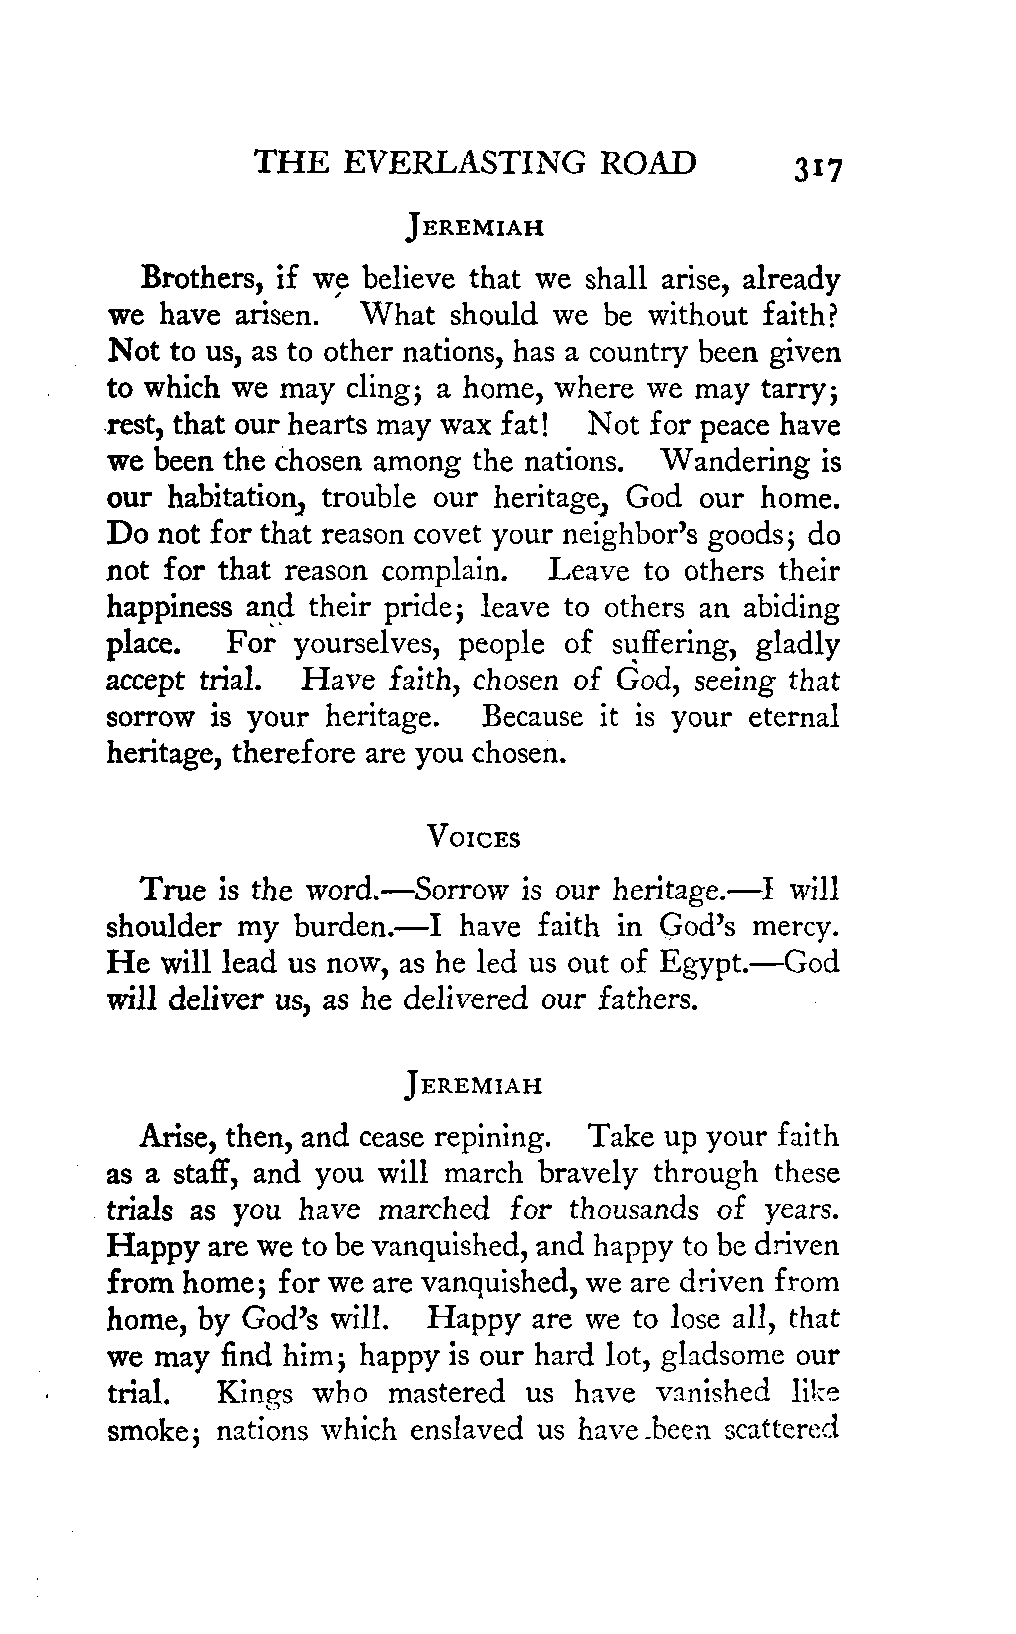 THE EVERLASTING ROAD 317
JEREMIAH
Brothers, if we believe that we shall arise, already
we have arisen. What should we be without faith?
Not to us, as to other nations, has a country been given
to which we may cling; a home, where we may tarry;
rest, that our hearts may wax fat! Not for peace have
we been the chosen among the nations. Wandering is
our habitation, trouble our heritage, God our home.
Do not for that reason covet your neighbor's goods; do
not for that reason complain. Leave to others their
happiness and their pride; leave to others an abiding
place. For yourselves, people of suffering, gladly
accept trial. Have faith, chosen of God, seeing that
sorrow is your heritage. Because it is your eternal
heritage, therefore are you chosen.
VOICES
True is the word.—Sorrow is our heritage.—I will
shoulder my burden.—I have faith in God's mercy.
He will lead us now, as he led us out of Egypt.—God
will deliver us, as he delivered our fathers.
JEREMIAH
Arise, then, and cease repining. Take up your faith
as a staff, and you will march bravely through these
trials as you have marched for thousands of years.
Happy are we to be vanquished, and happy to be driven
from home; for we are vanquished, we are driven from
home, by God's will. Happy are we to lose all, that
we may find him; happy is our hard lot, gladsome our
trial. Kings who mastered us have vanished like
smoke; nations which enslaved us have been scattered